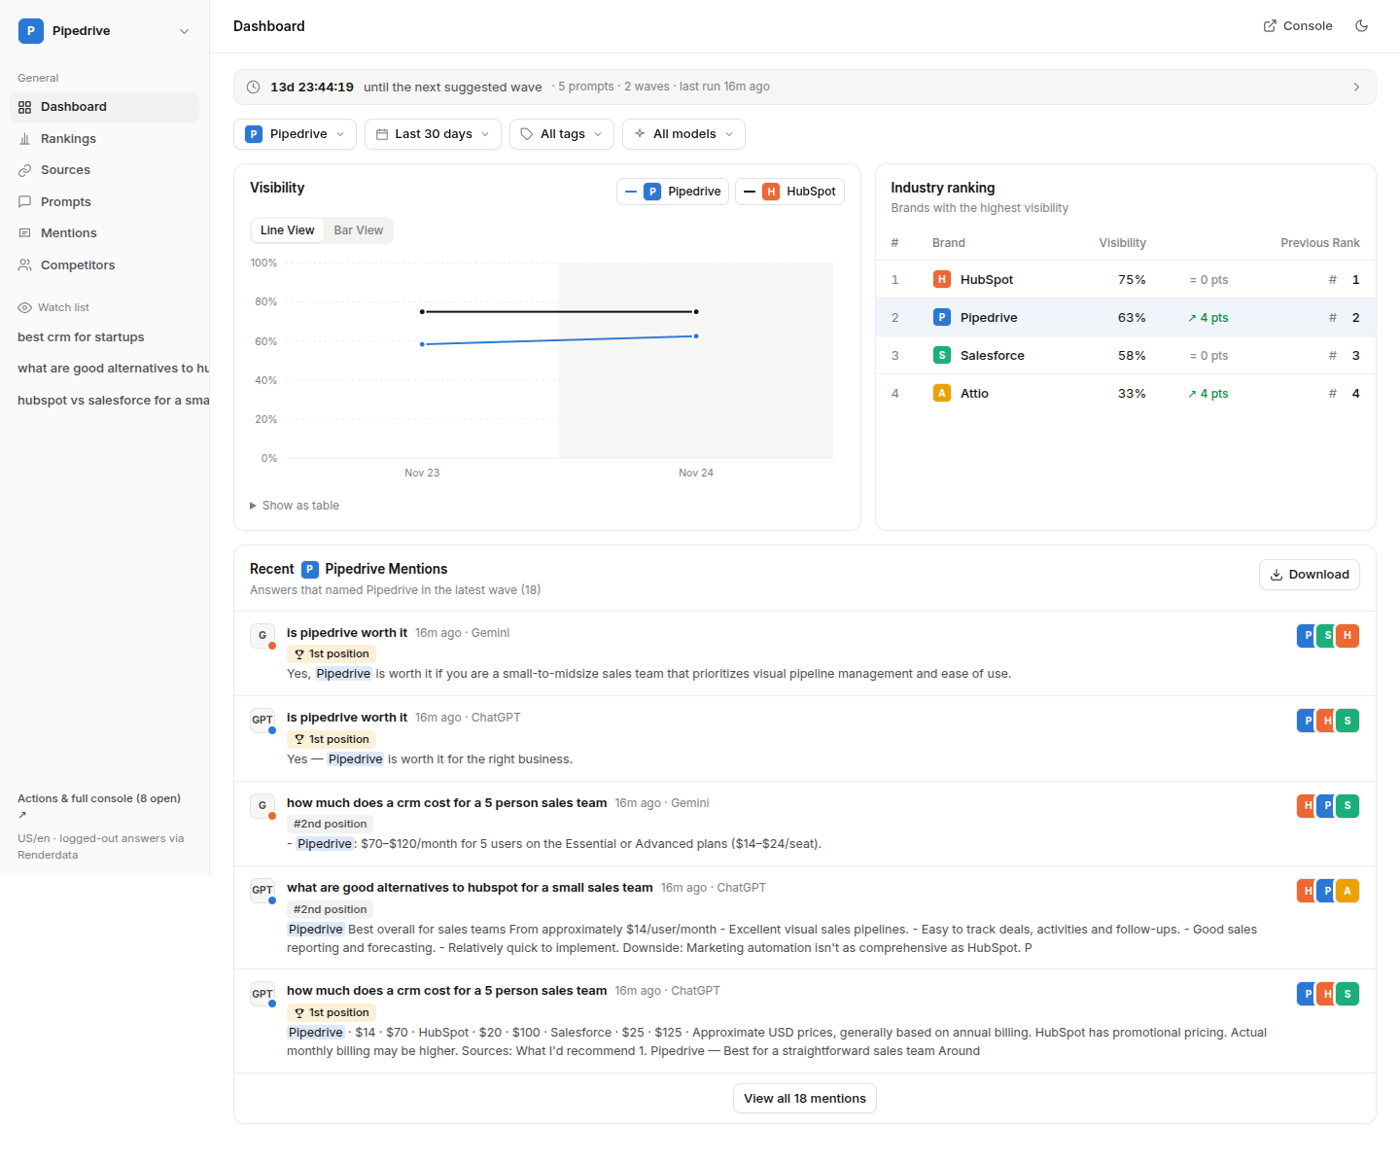 P Pipedrive
General
Dashboard
Rankings
Sources
Prompts
Mentions
Competitors
Watch list
best crm for startups
what are good alternatives to hu
hubspot vs salesforce for a sma
Actions & full console (8 open)
↗
US/en · logged-out answers via
Renderdata
Dashboard
Console
13d 23:44:19 until the next suggested wave · 5 prompts · 2 waves · last run 16m ago
P Pipedrive Last 30 days All tags All models
Visibility
P Pipedrive H HubSpot
Line View Bar View
100%
80%
60%
40%
20%
0%
Nov 23 Nov 24
Show as table
Industry ranking
Brands with the highest visibility
# Brand Visibility Previous Rank
1 H HubSpot 75% = 0 pts # 1
2 P Pipedrive 63% ↗ 4 pts # 2
3 S Salesforce 58% = 0 pts # 3
4 A Attio 33% ↗ 4 pts # 4
Recent P Pipedrive Mentions
Answers that named Pipedrive in the latest wave (18)
Download
G is pipedrive worth it 16m ago · Gemini P S H
1st position
Yes, Pipedrive is worth it if you are a small-to-midsize sales team that prioritizes visual pipeline management and ease of use.
GPT is pipedrive worth it 16m ago · ChatGPT P H S
1st position
Yes — Pipedrive is worth it for the right business.
G how much does a crm cost for a 5 person sales team 16m ago · Gemini H P S
#2nd position
- Pipedrive: $70–$120/month for 5 users on the Essential or Advanced plans ($14–$24/seat).
GPT what are good alternatives to hubspot for a small sales team 16m ago · ChatGPT H P A
#2nd position
Pipedrive Best overall for sales teams From approximately $14/user/month - Excellent visual sales pipelines. - Easy to track deals, activities and follow-ups. - Good sales
reporting and forecasting. - Relatively quick to implement. Downside: Marketing automation isn't as comprehensive as HubSpot. P
GPT how much does a crm cost for a 5 person sales team 16m ago · ChatGPT P H S
1st position
Pipedrive · $14 · $70 · HubSpot · $20 · $100 · Salesforce · $25 · $125 · Approximate USD prices, generally based on annual billing. HubSpot has promotional pricing. Actual
monthly billing may be higher. Sources: What I'd recommend 1. Pipedrive — Best for a straightforward sales team Around
View all 18 mentions